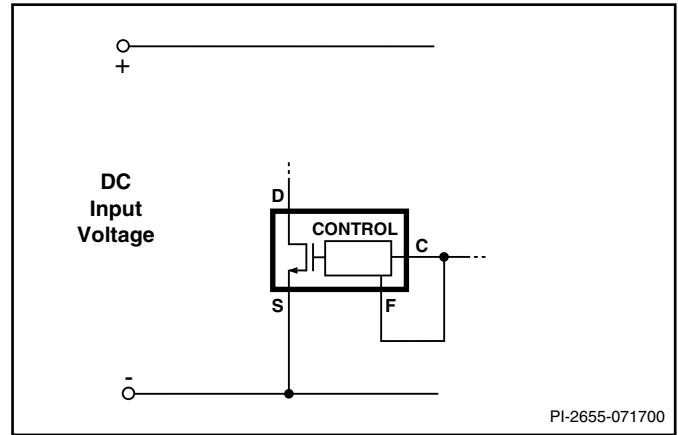 +
DC
Input
Voltage
D
CONTROL
C
S
F
-
PI-2655-071700